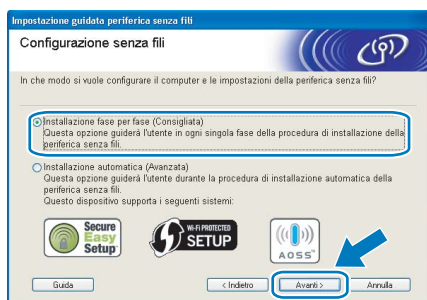 Impostazione guidata periferica senza fili
Configurazione senza fili
In che modo si vuole configurare il computer e le impostazioni della periferica senza fili?
Installazione fase per fase (Consigliata)
Questa opzione guiderà l'utente in ogni singola fase della procedura di installazione della
periferica senza fili.
Installazione automatica (Avanzata)
Questa opzione guiderà l'utente durante la procedura di installazione automatica della
periferica senza fili.
Questo dispositivo supporta i seguenti sistemi:
Secure
Easy
Setup
Wi-Fi PROTECTED
SETUP
AOSS
Guida
< Indietro
Avanti >
Annulla